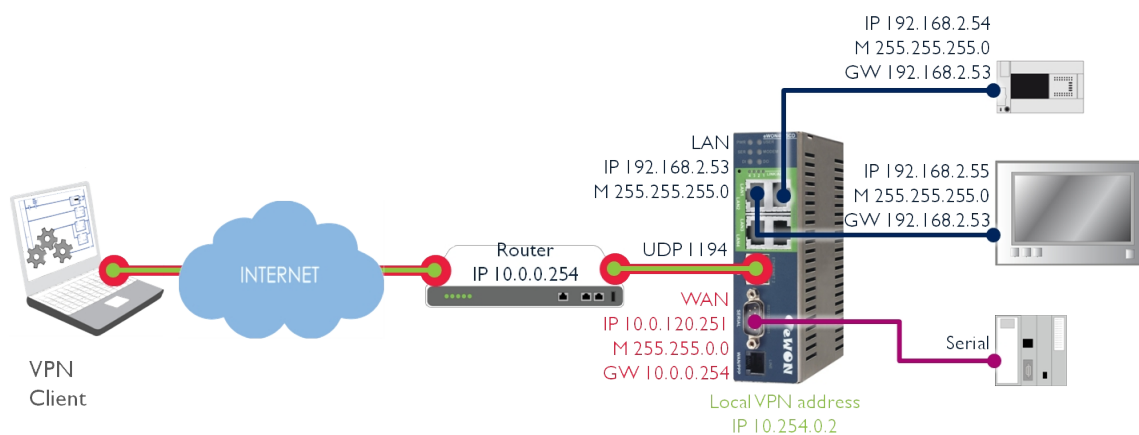 IP 192.168.2.54
M 255.255.255.0
GW 192.168.2.53
LAN
IP 192.168.2.53
M 255.255.255.0
IP 192.168.2.55
M 255.255.255.0
GW 192.168.2.53
INTERNET
Router
IP 10.0.0.254
UDP 1194
WAN
IP 10.0.120.251
M 255.255.0.0
GW 10.0.0.254
SERIAL
eWON
Serial
VPN
Client
Local VPN address
IP 10.254.0.2